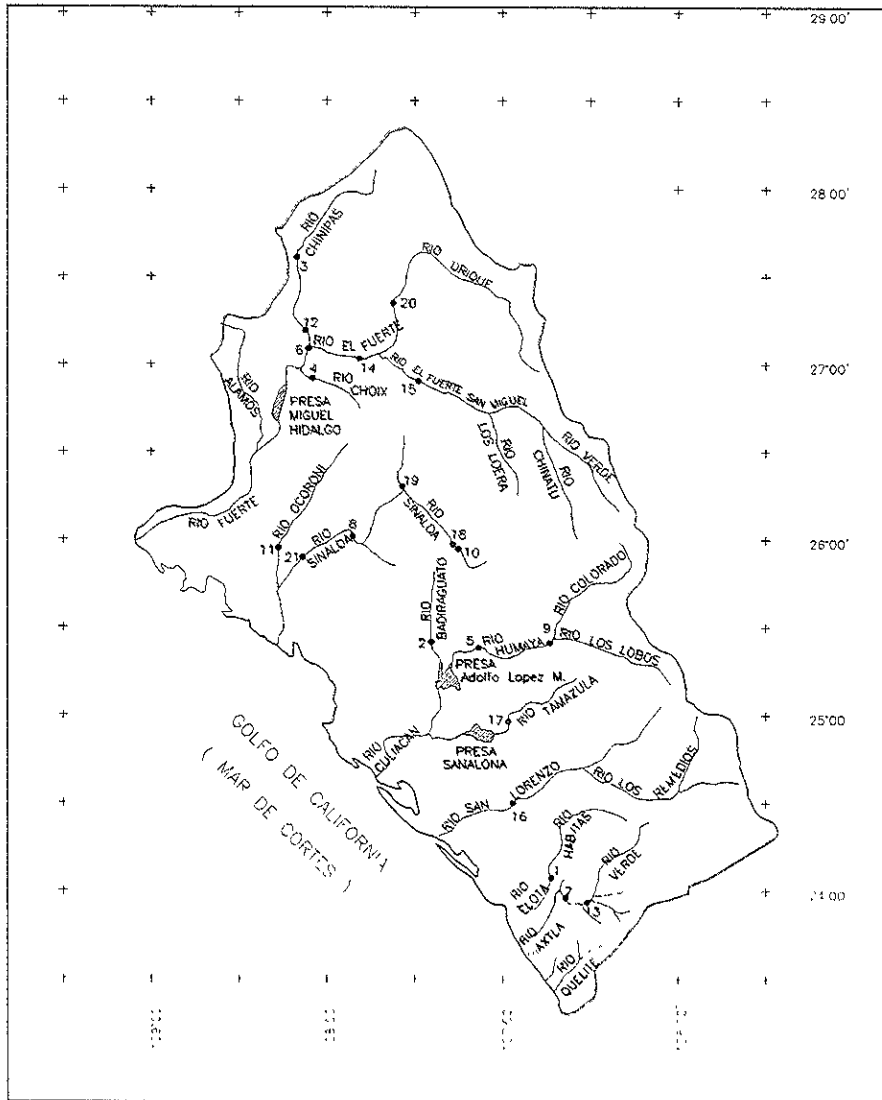 29 00'
28 00'
RIO
CHINIPAS
3
RIO URIQUE
20
12
6
RIO EL FUERTE
14
27 00'
4
RIO
CHOIX
15
RIO EL FUERTE SAN MIGUEL
RIO
ALAMOS
PRESA
MIGUEL
HIDALGO
RIO
LOS LOERA
RIO
CHINATU
RIO VERDE
RIO OCORONI
19
RIO
SINALOA
RIO FUERTE
11
21
RIO
SINALOA
8
18
10
26 00'
RIO
BADIRAGUATO
RIO COLORADO
2
5
RIO
HUMAYA
9
RIO LOS LOBOS
PRESA
Adolfo Lopez M.
17
RIO TAMAZULA
25 00
RIO
CULIACAN
PRESA
SANALONA
GOLFO DE CALIFORNIA
( MAR DE CORTES )
RIO SAN LORENZO
16
RIO LOS REMEDIOS
RIO
HABITAS
RIO
VERDE
1
RIO
ELOTA
7
13
24 00
RIO
RIO
QUELITE